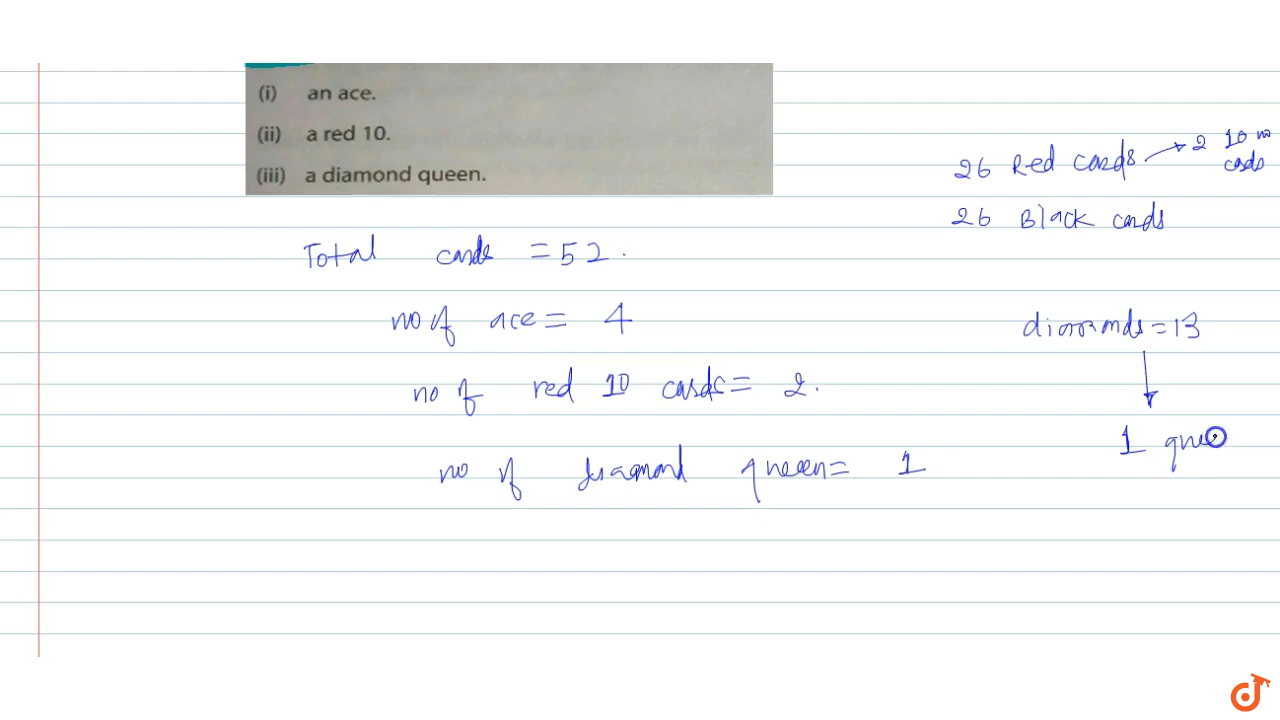 (i) an ace.
(ii) a red 10.
(iii) a diamond queen.
26 Red cards → 2 10 no cards
26 Black cards
Total cards = 52.
no of ace = 4
diamonds = 13
no of red 10 cards = 2.
1 que
no of diamond queen = 1